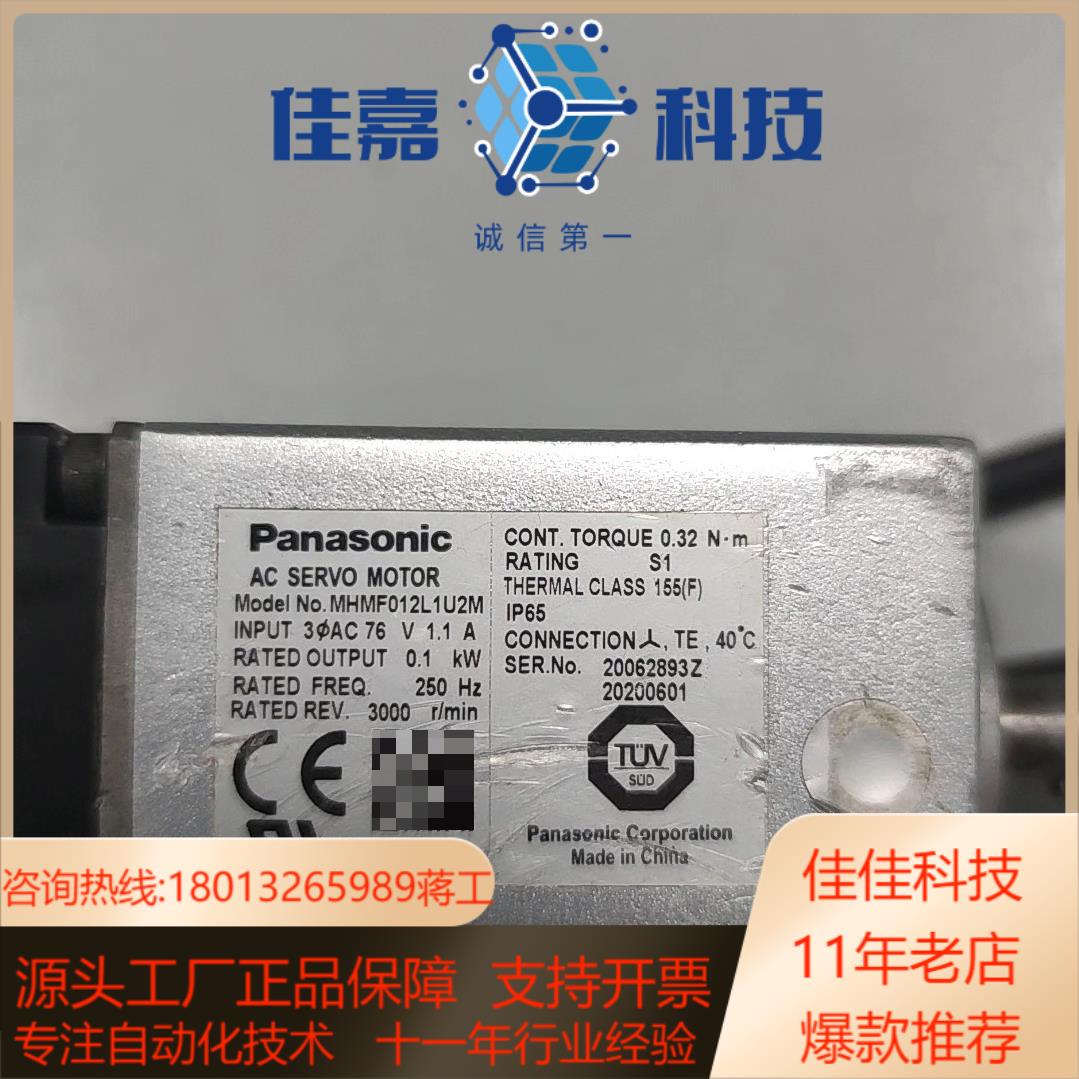 佳嘉科技
诚信第一
Panasonic
AC SERVO MOTOR
Model No. MHMF012L1U2M
INPUT 3ϕAC 76 V 1.1 A
RATED OUTPUT 0.1 kW
RATED FREQ. 250 Hz
RATED REV. 3000 r/min
CE
CONT. TORQUE 0.32 N·m
RATING S1
THERMAL CLASS 155(F)
IP65
CONNECTION 人, TE, 40°C
SER.No. 20062893Z
20200601
TÜV
SÜD
Panasonic Corporation
Made in China
咨询热线:18013265989蒋工
源头工厂正品保障 支持开票
专注自动化技术 十一年行业经验
佳佳科技
11年老店
爆款推荐